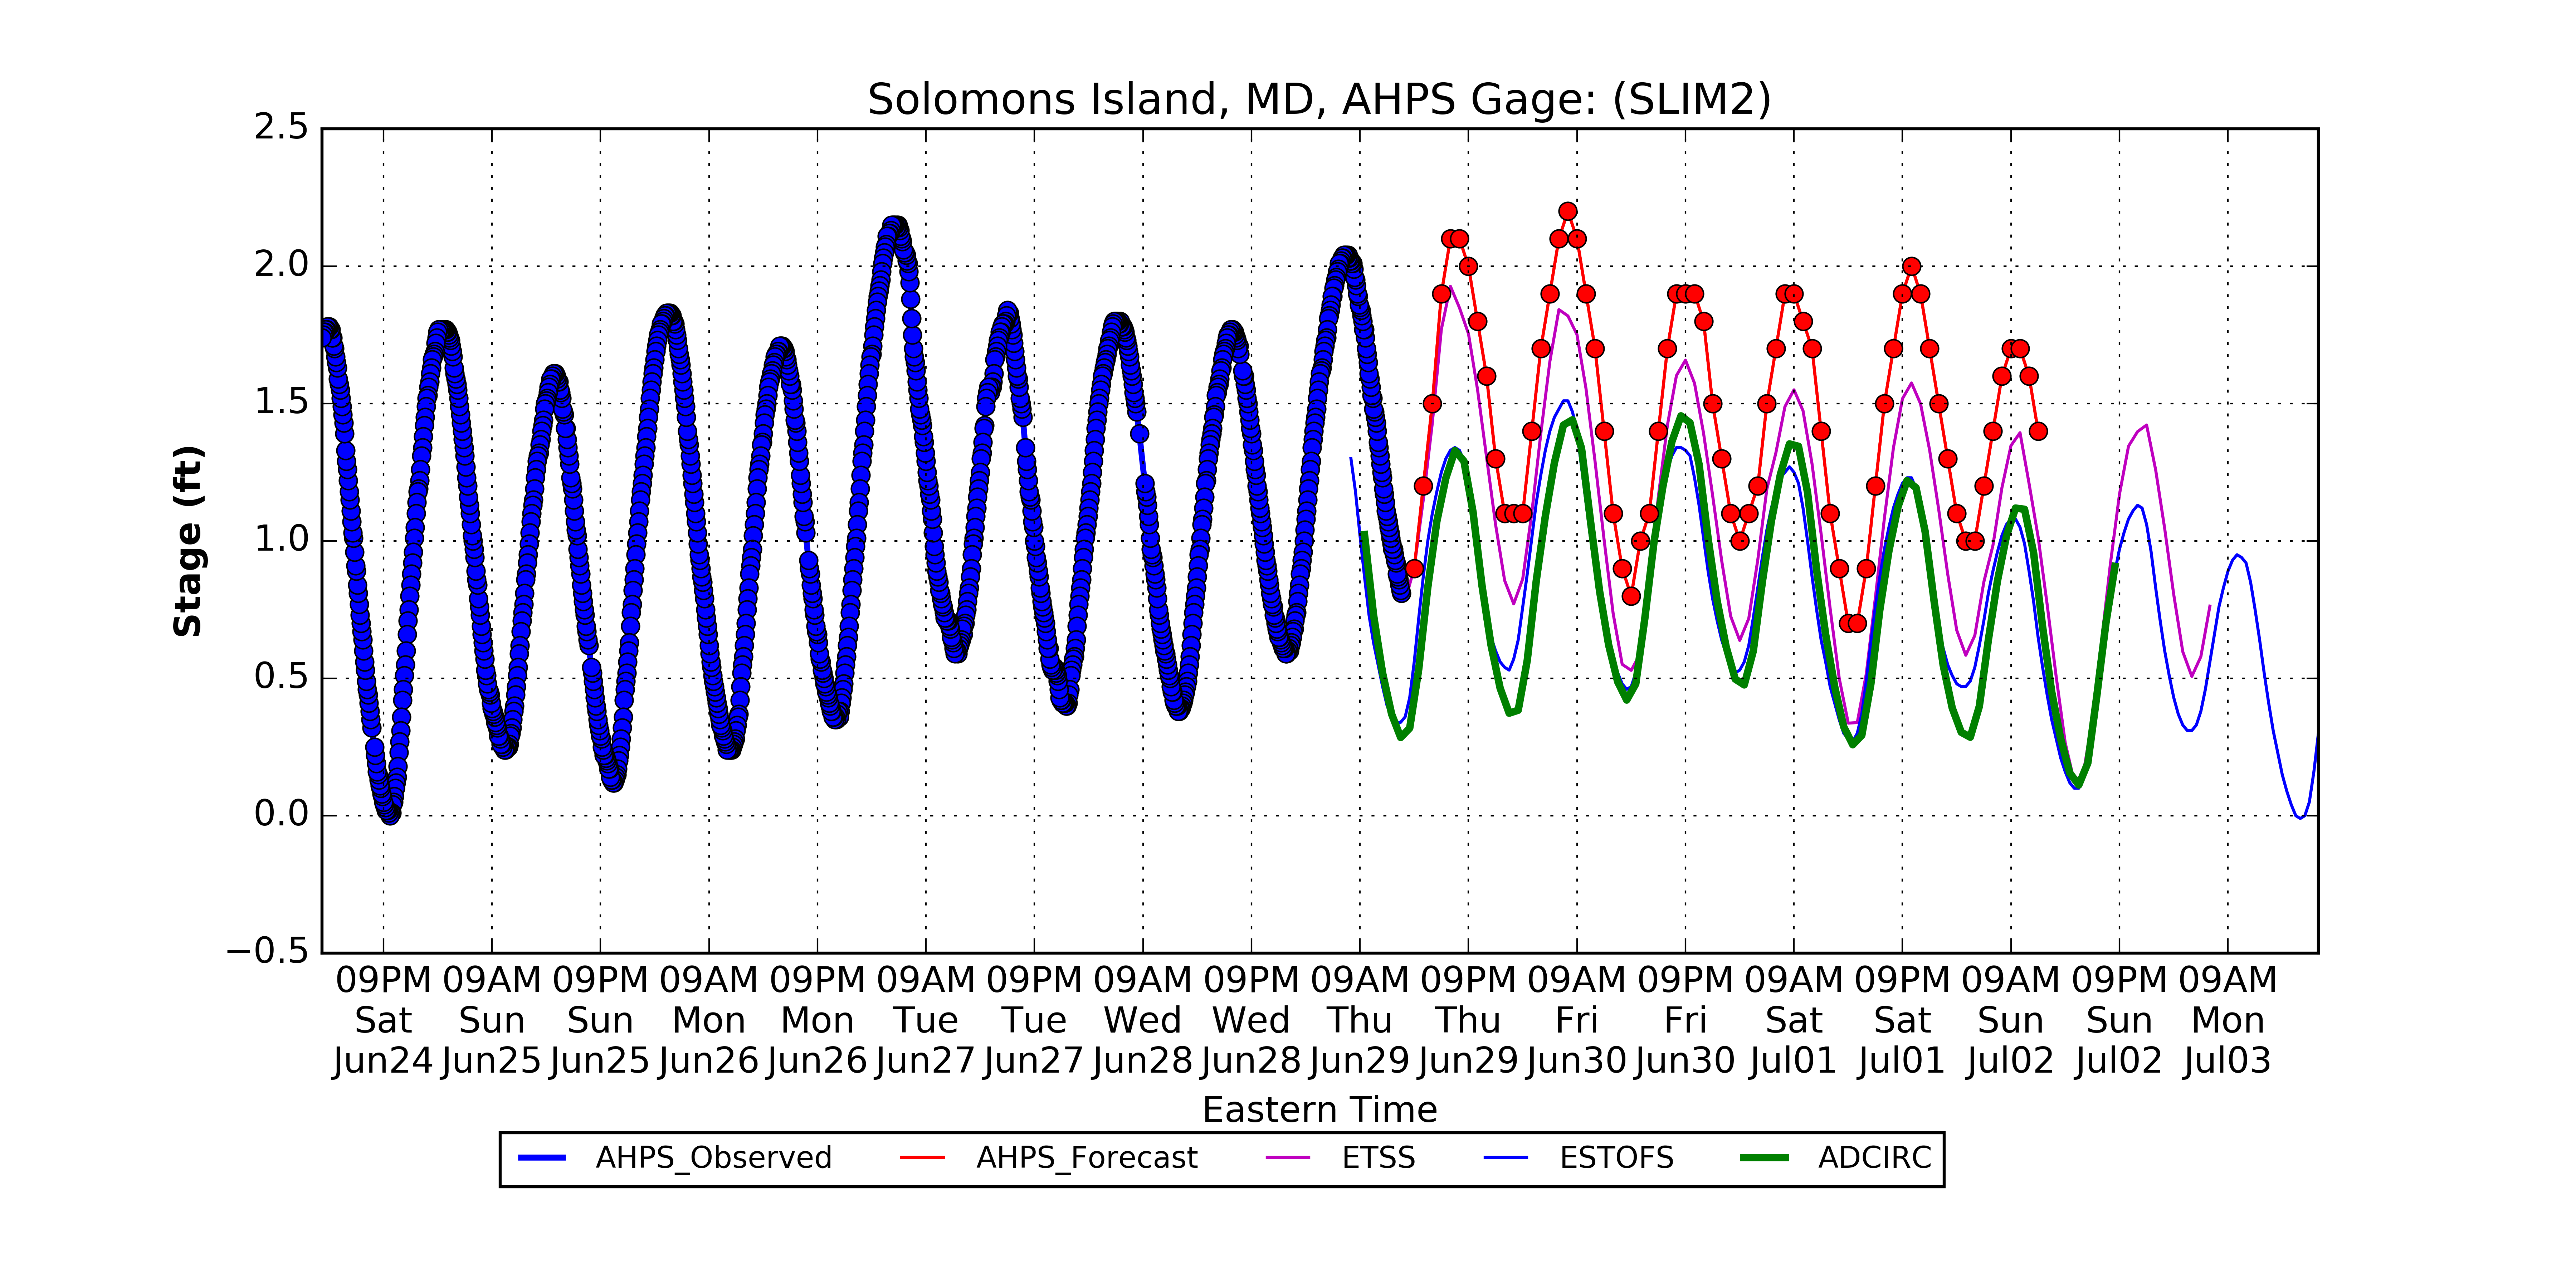 Solomons Island, MD, AHPS Gage: (SLIM2)
2.5
2.0
1.5
1.0
0.5
0.0
−0.5
Stage (ft)
09PM 09AM 09PM 09AM 09PM 09AM 09PM 09AM 09PM 09AM 09PM 09AM 09PM 09AM 09PM 09AM 09PM 09AM
Sat Sun Sun Mon Mon Tue Tue Wed Wed Thu Thu Fri Fri Sat Sat Sun Sun Mon
Jun24 Jun25 Jun25 Jun26 Jun26 Jun27 Jun27 Jun28 Jun28 Jun29 Jun29 Jun30 Jun30 Jul01 Jul01 Jul02 Jul02 Jul03
Eastern Time
AHPS_Observed AHPS_Forecast ETSS ESTOFS ADCIRC